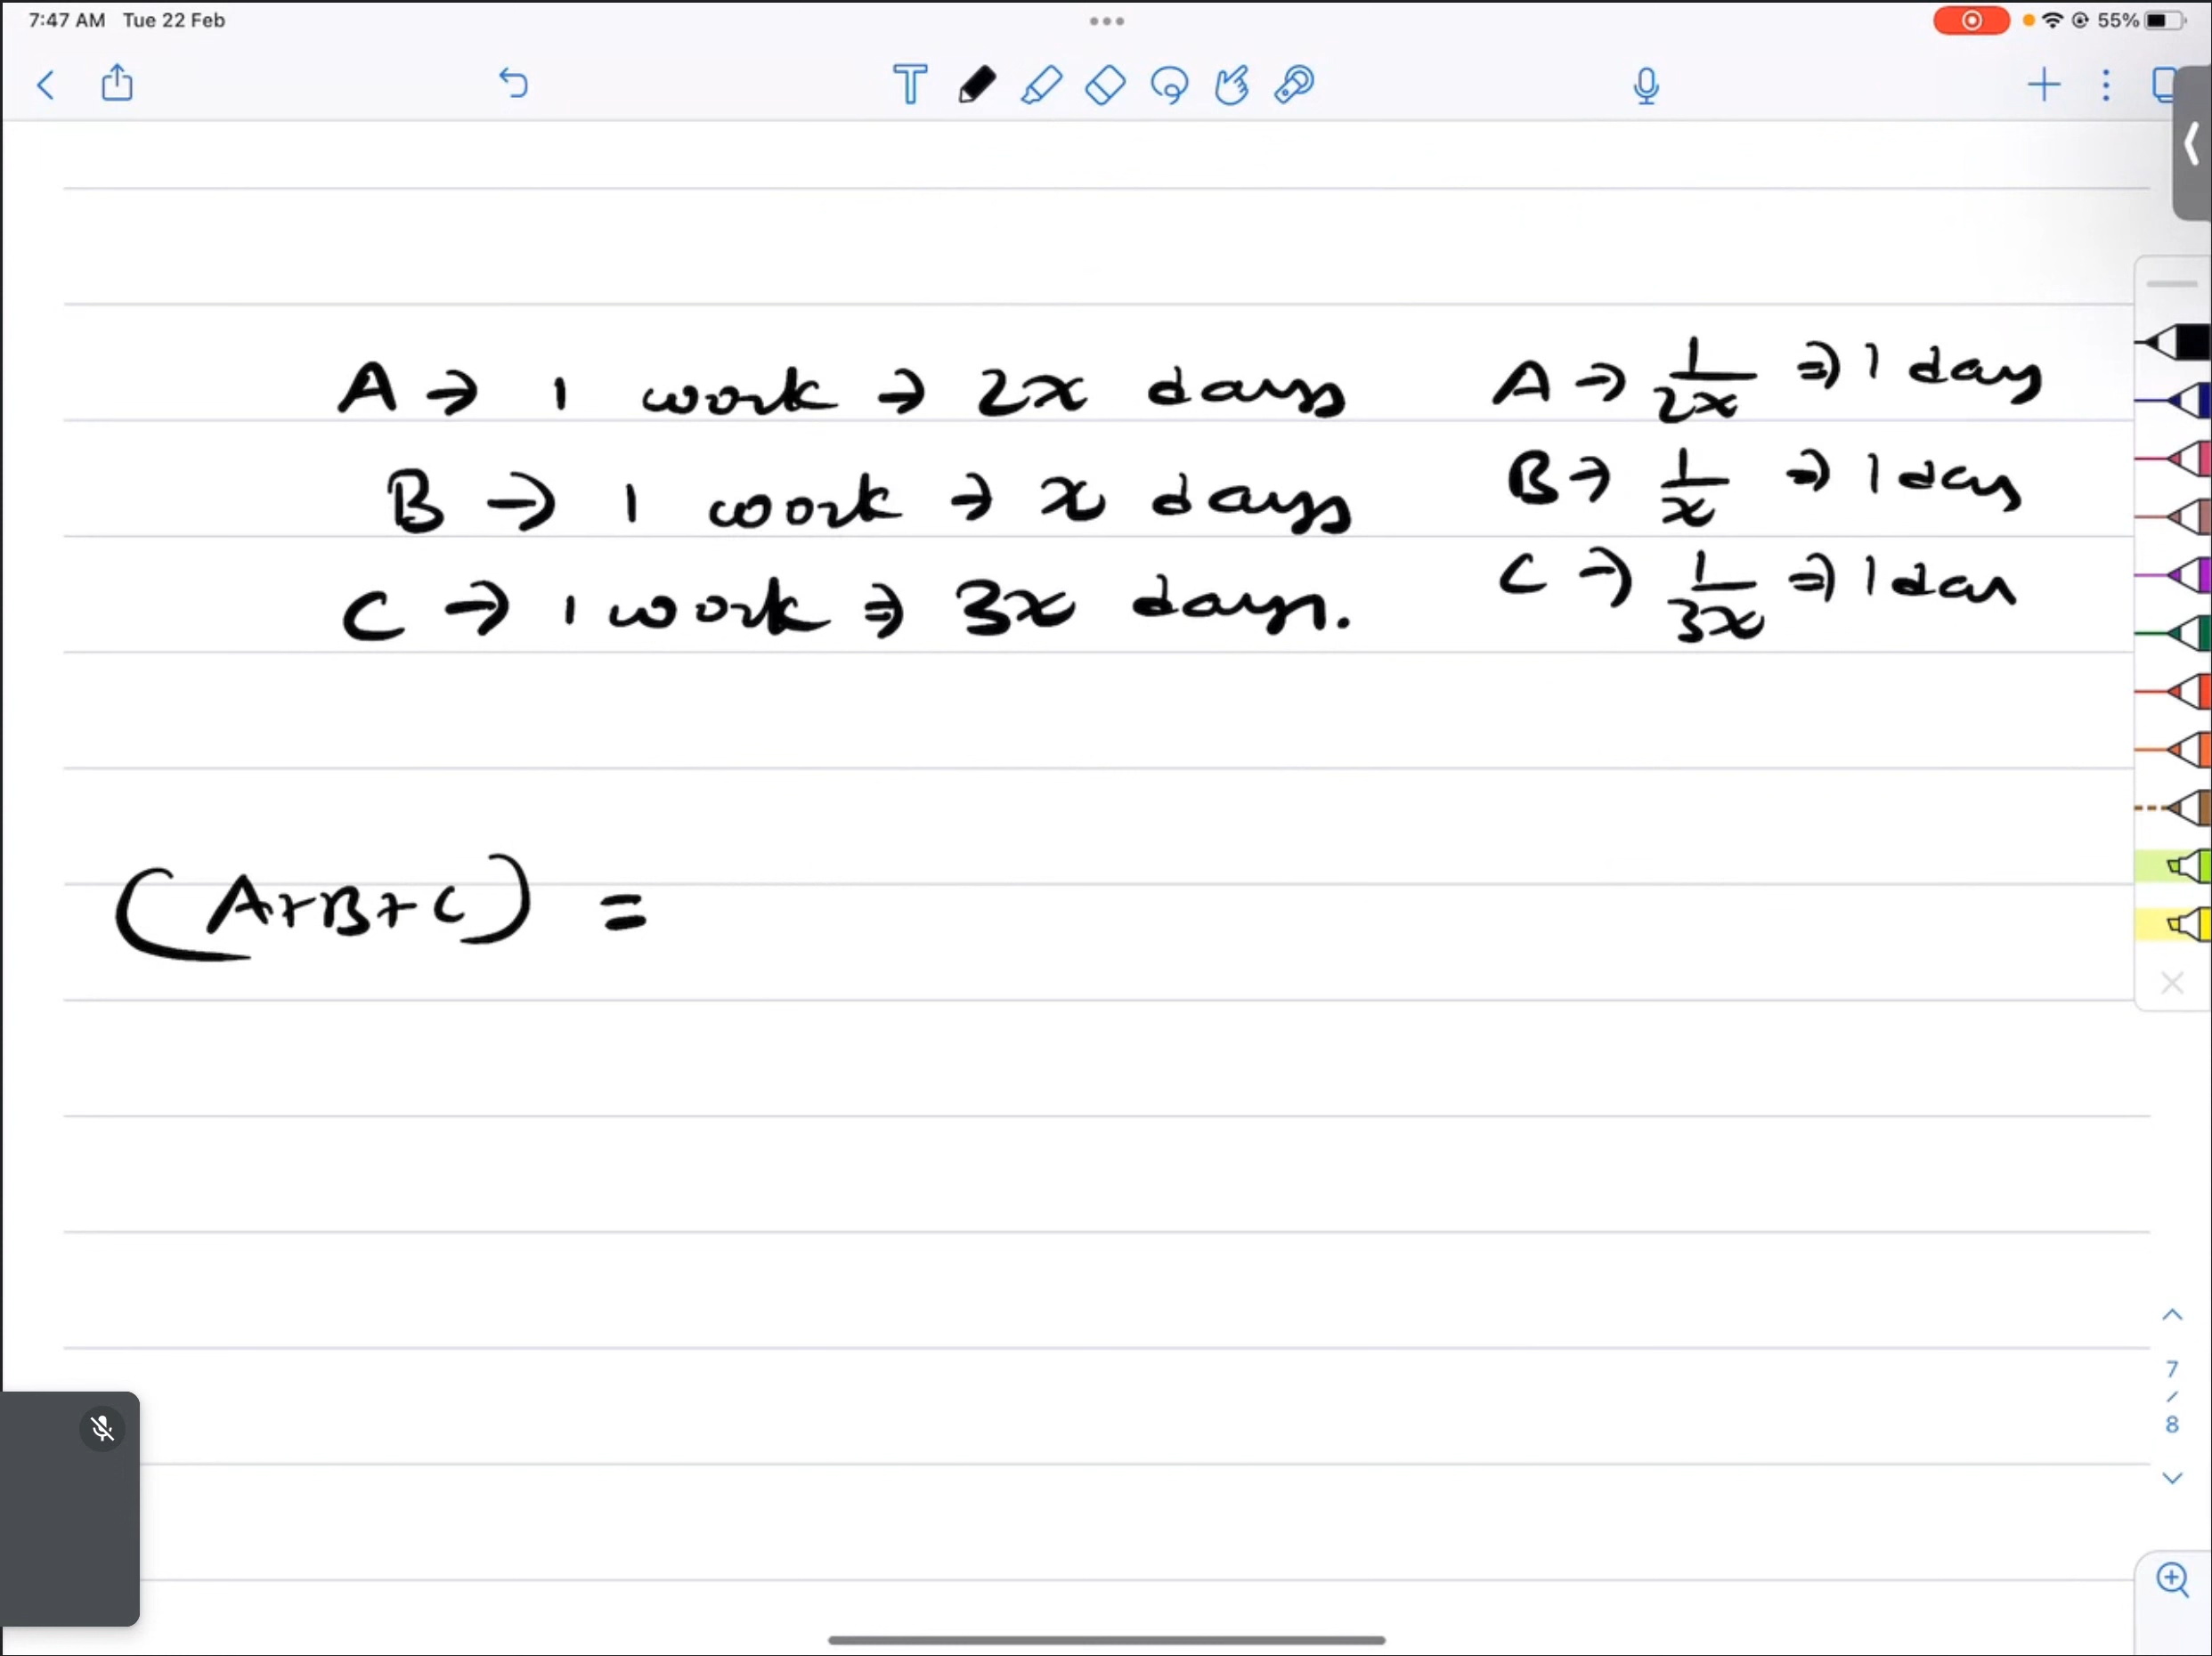 7:47 AM Tue 22 Feb
55%
A → 1 work ⇒ 2x days A → 1/2x ⇒ 1 day
B → 1 work ⇒ x days B → 1/x ⇒ 1 day
C → 1 work ⇒ 3x days. C → 1/3x ⇒ 1 day
(A+B+C) =
7
/
8